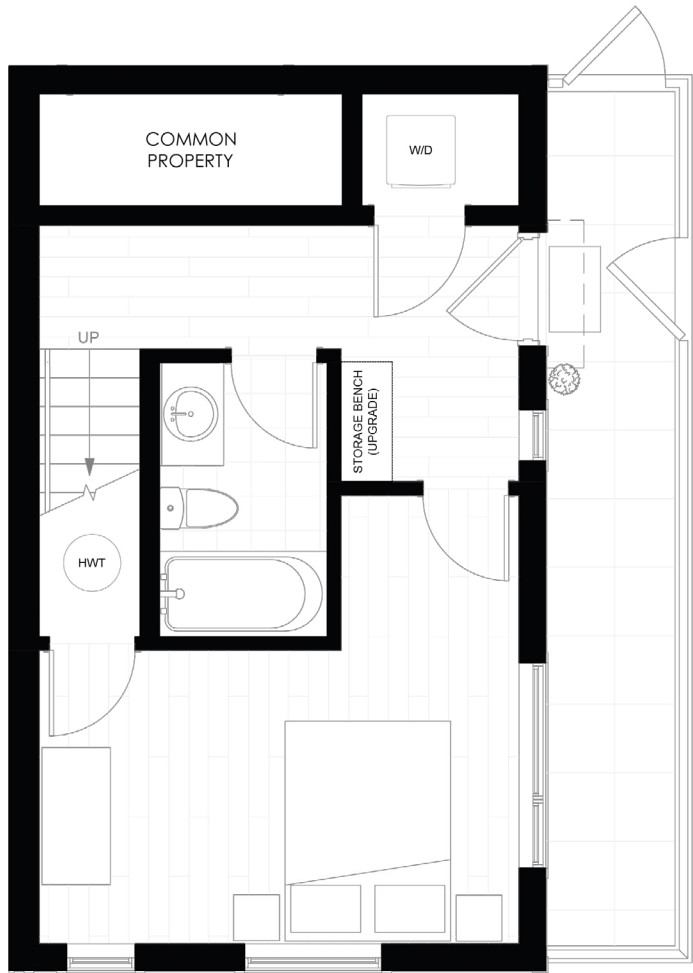 COMMON
PROPERTY
W/D
UP
STORAGE BENCH
(UPGRADE)
HWT